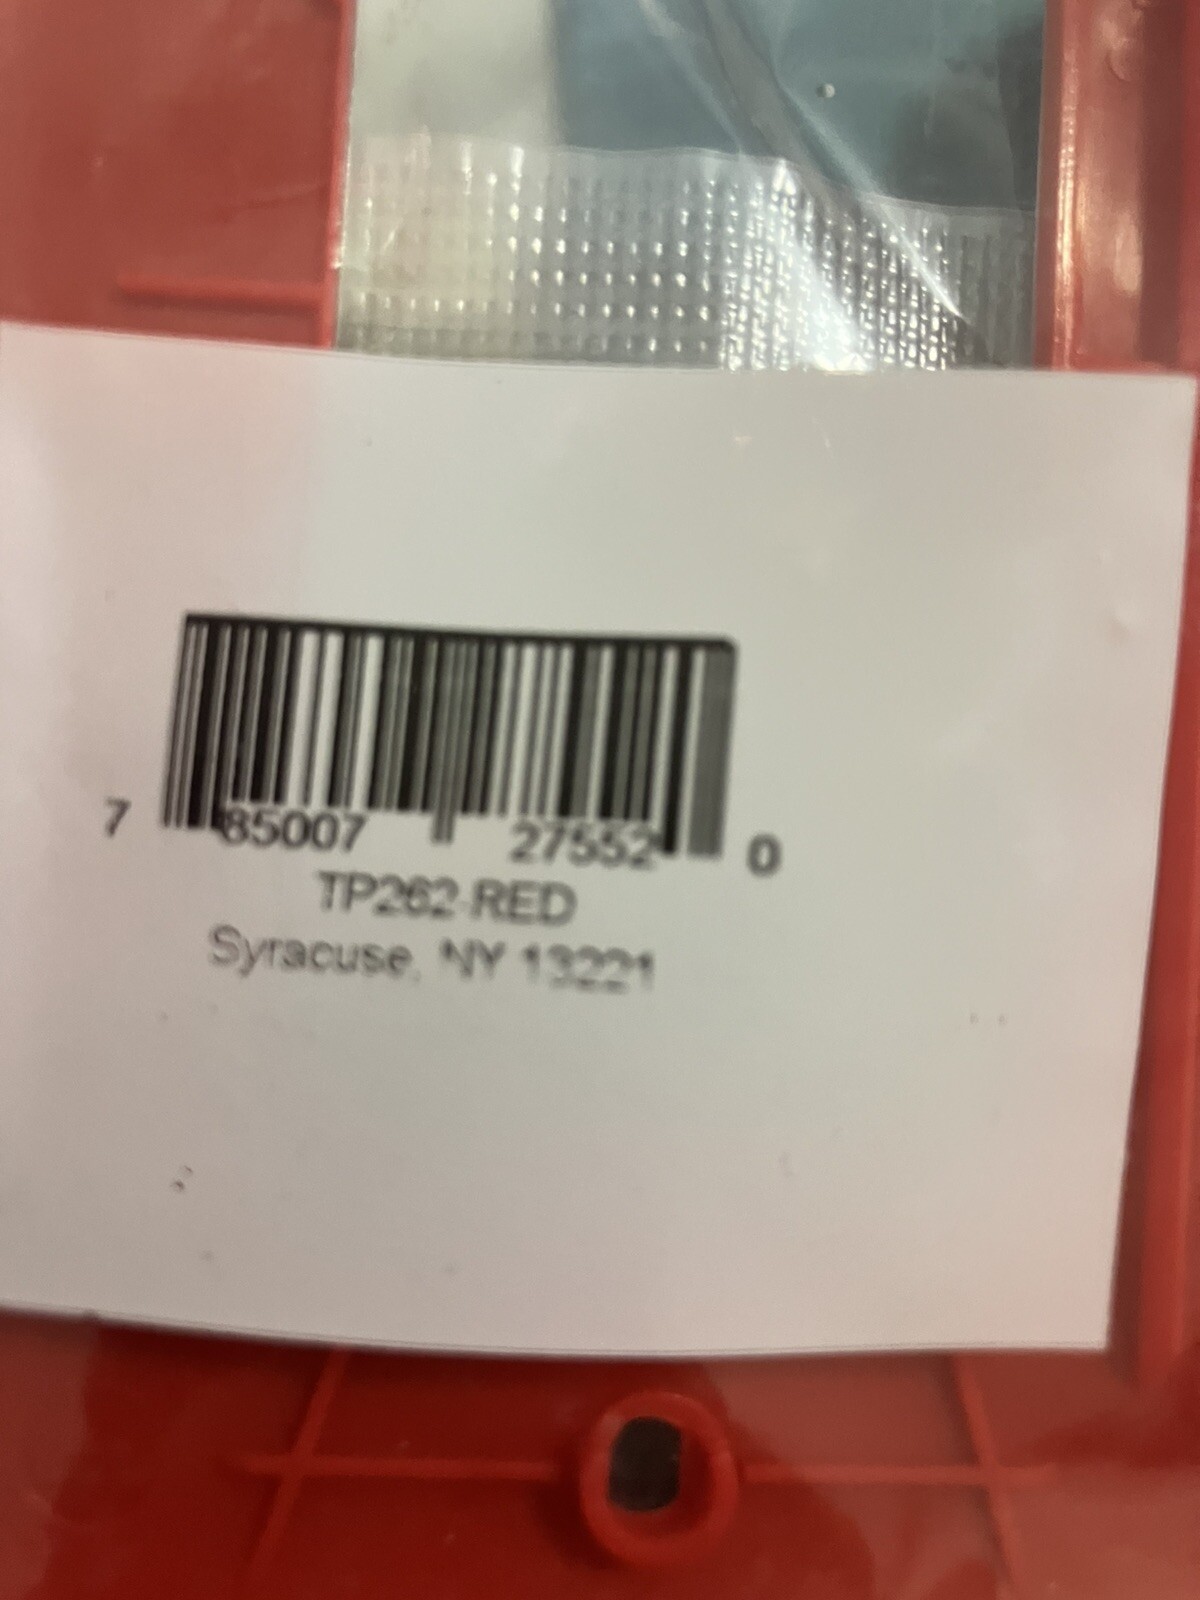 7 85007 27552 0
TP262-RED
Syracuse, NY 13221